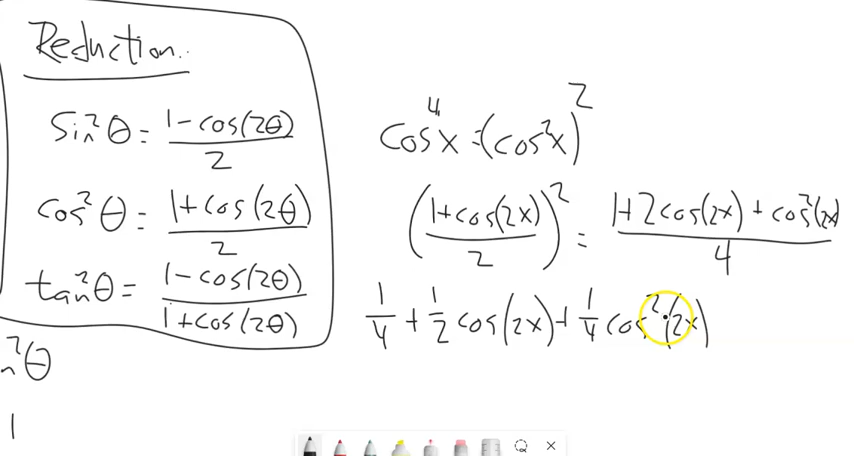 Reduction..
sin²θ = (1 - cos(2θ))/2
cos²θ = (1 + cos(2θ))/2
tan²θ = (1 - cos(2θ))/(1 + cos(2θ))
n²θ
1
cos⁴x = (cos²x)²
((1 + cos(2x))/2)² = (1 + 2cos(2x) + cos²(2x))/4
1/4 + 1/2 cos(2x) + 1/4 cos²(2x)